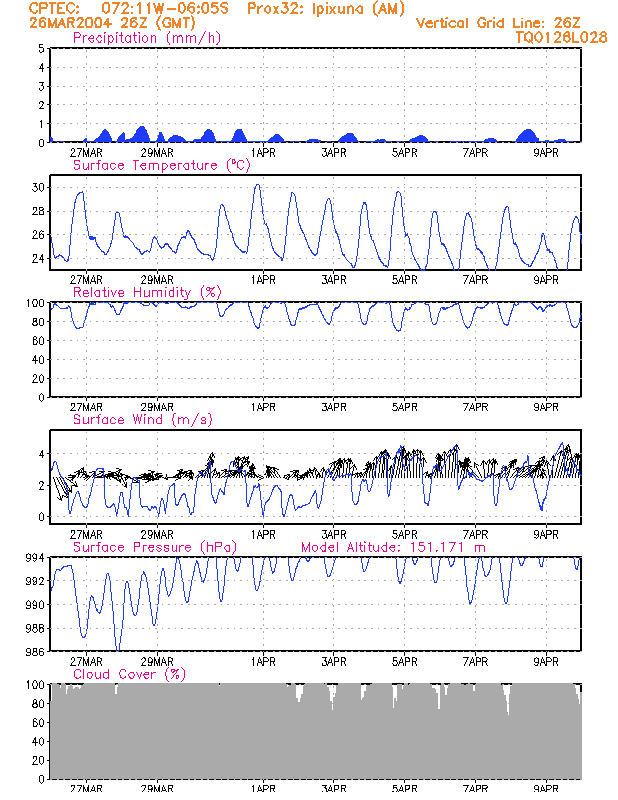 CPTEC: 072:11W-06:05S Prox32: Ipixuna (AM)
26MAR2004 26Z (GMT) Vertical Grid Line: 26Z
Precipitation (mm/h) TQ0126L028
5
4
3
2
1
0
27MAR 29MAR 1APR 3APR 5APR 7APR 9APR
Surface Temperature (ºC)
30
28
26
24
27MAR 29MAR 1APR 3APR 5APR 7APR 9APR
Relative Humidity (%)
100
80
60
40
20
0
27MAR 29MAR 1APR 3APR 5APR 7APR 9APR
Surface Wind (m/s)
4
2
0
27MAR 29MAR 1APR 3APR 5APR 7APR 9APR
Surface Pressure (hPa) Model Altitude: 151.171 m
994
992
990
988
986
27MAR 29MAR 1APR 3APR 5APR 7APR 9APR
Cloud Cover (%)
100
80
60
40
20
0
27MAR 29MAR 1APR 3APR 5APR 7APR 9APR